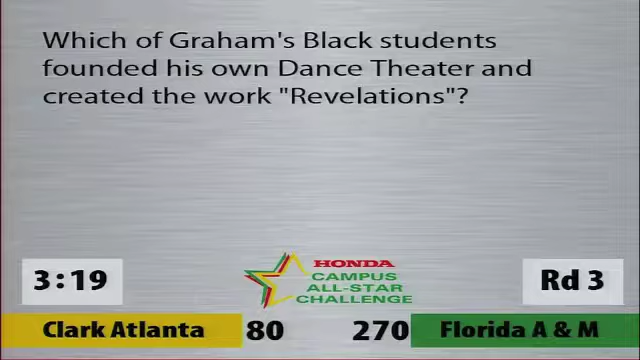 Which of Graham's Black students
founded his own Dance Theater and
created the work "Revelations"?
3:19
HONDA
CAMPUS
ALL-STAR
CHALLENGE
Rd 3
Clark Atlanta 80 270 Florida A & M